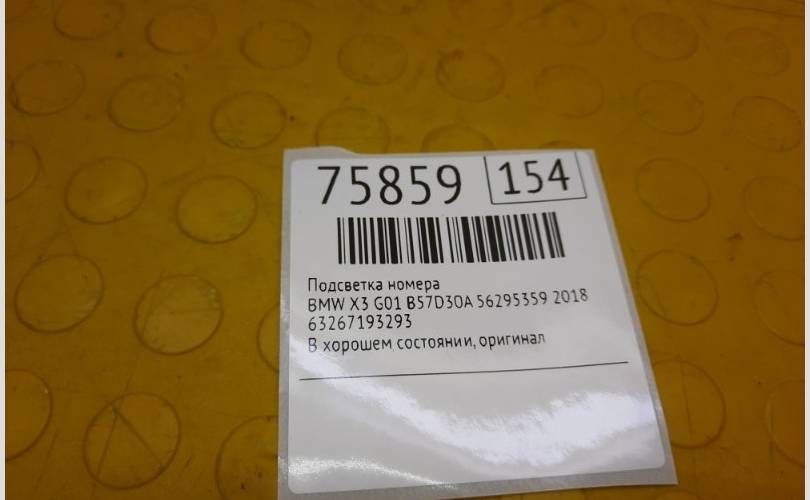 75859 154
Подсветка номера
BMW X3 G01 B57D30A 56295359 2018
63267193293
В хорошем состоянии, оригинал